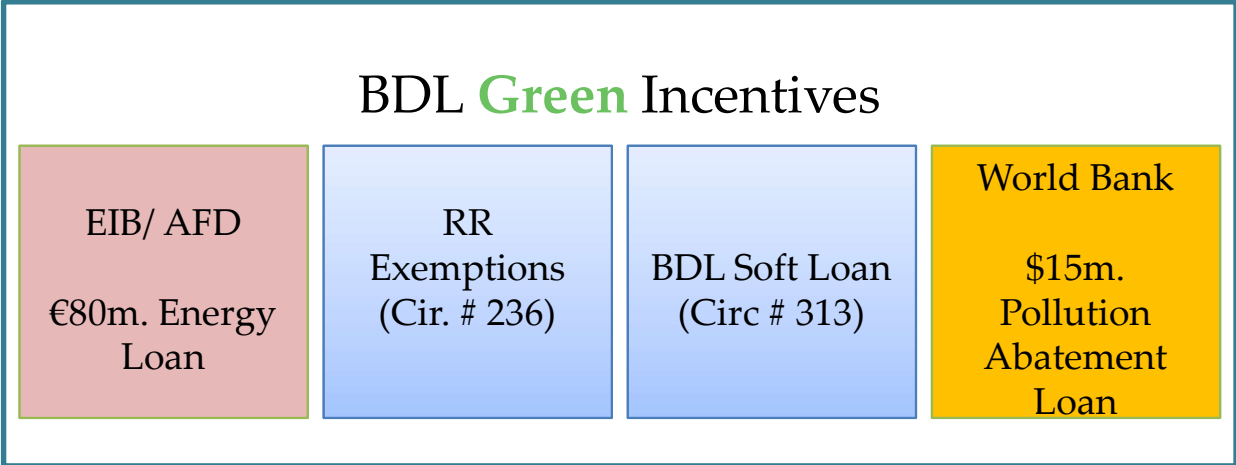 BDL Green Incentives
EIB/ AFD
€80m. Energy
Loan
RR
Exemptions
(Cir. # 236)
BDL Soft Loan
(Circ # 313)
World Bank
$15m.
Pollution
Abatement
Loan